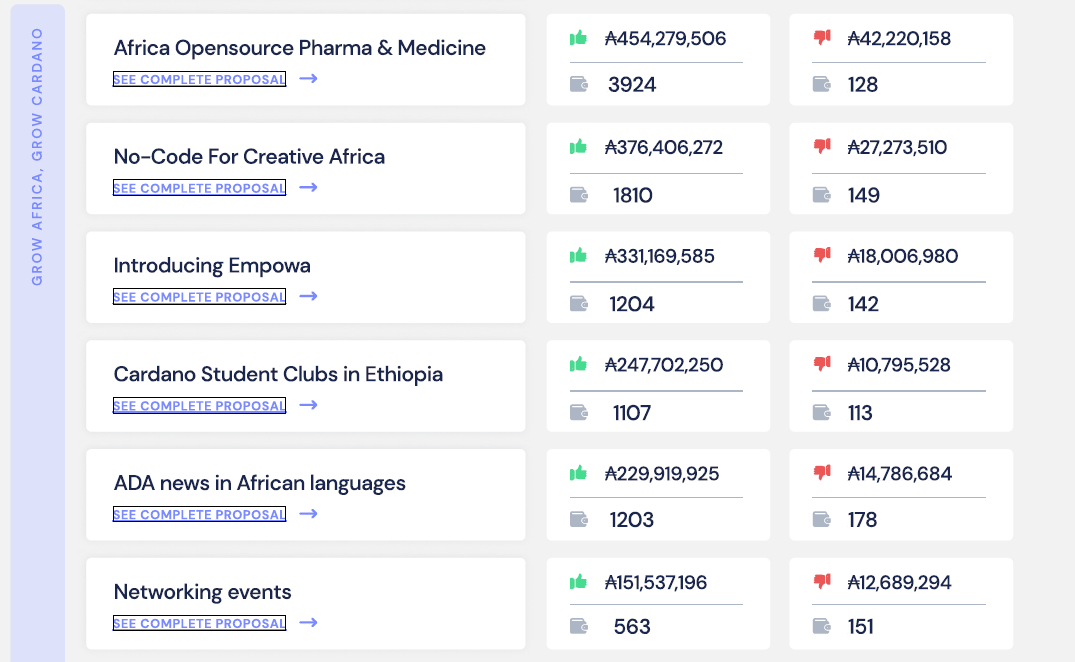 GROW AFRICA, GROW CARDANO
Africa Opensource Pharma & Medicine
SEE COMPLETE PROPOSAL →
₳454,279,506
3924
₳42,220,158
128
No-Code For Creative Africa
SEE COMPLETE PROPOSAL →
₳376,406,272
1810
₳27,273,510
149
Introducing Empowa
SEE COMPLETE PROPOSAL →
₳331,169,585
1204
₳18,006,980
142
Cardano Student Clubs in Ethiopia
SEE COMPLETE PROPOSAL →
₳247,702,250
1107
₳10,795,528
113
ADA news in African languages
SEE COMPLETE PROPOSAL →
₳229,919,925
1203
₳14,786,684
178
Networking events
SEE COMPLETE PROPOSAL →
₳151,537,196
563
₳12,689,294
151